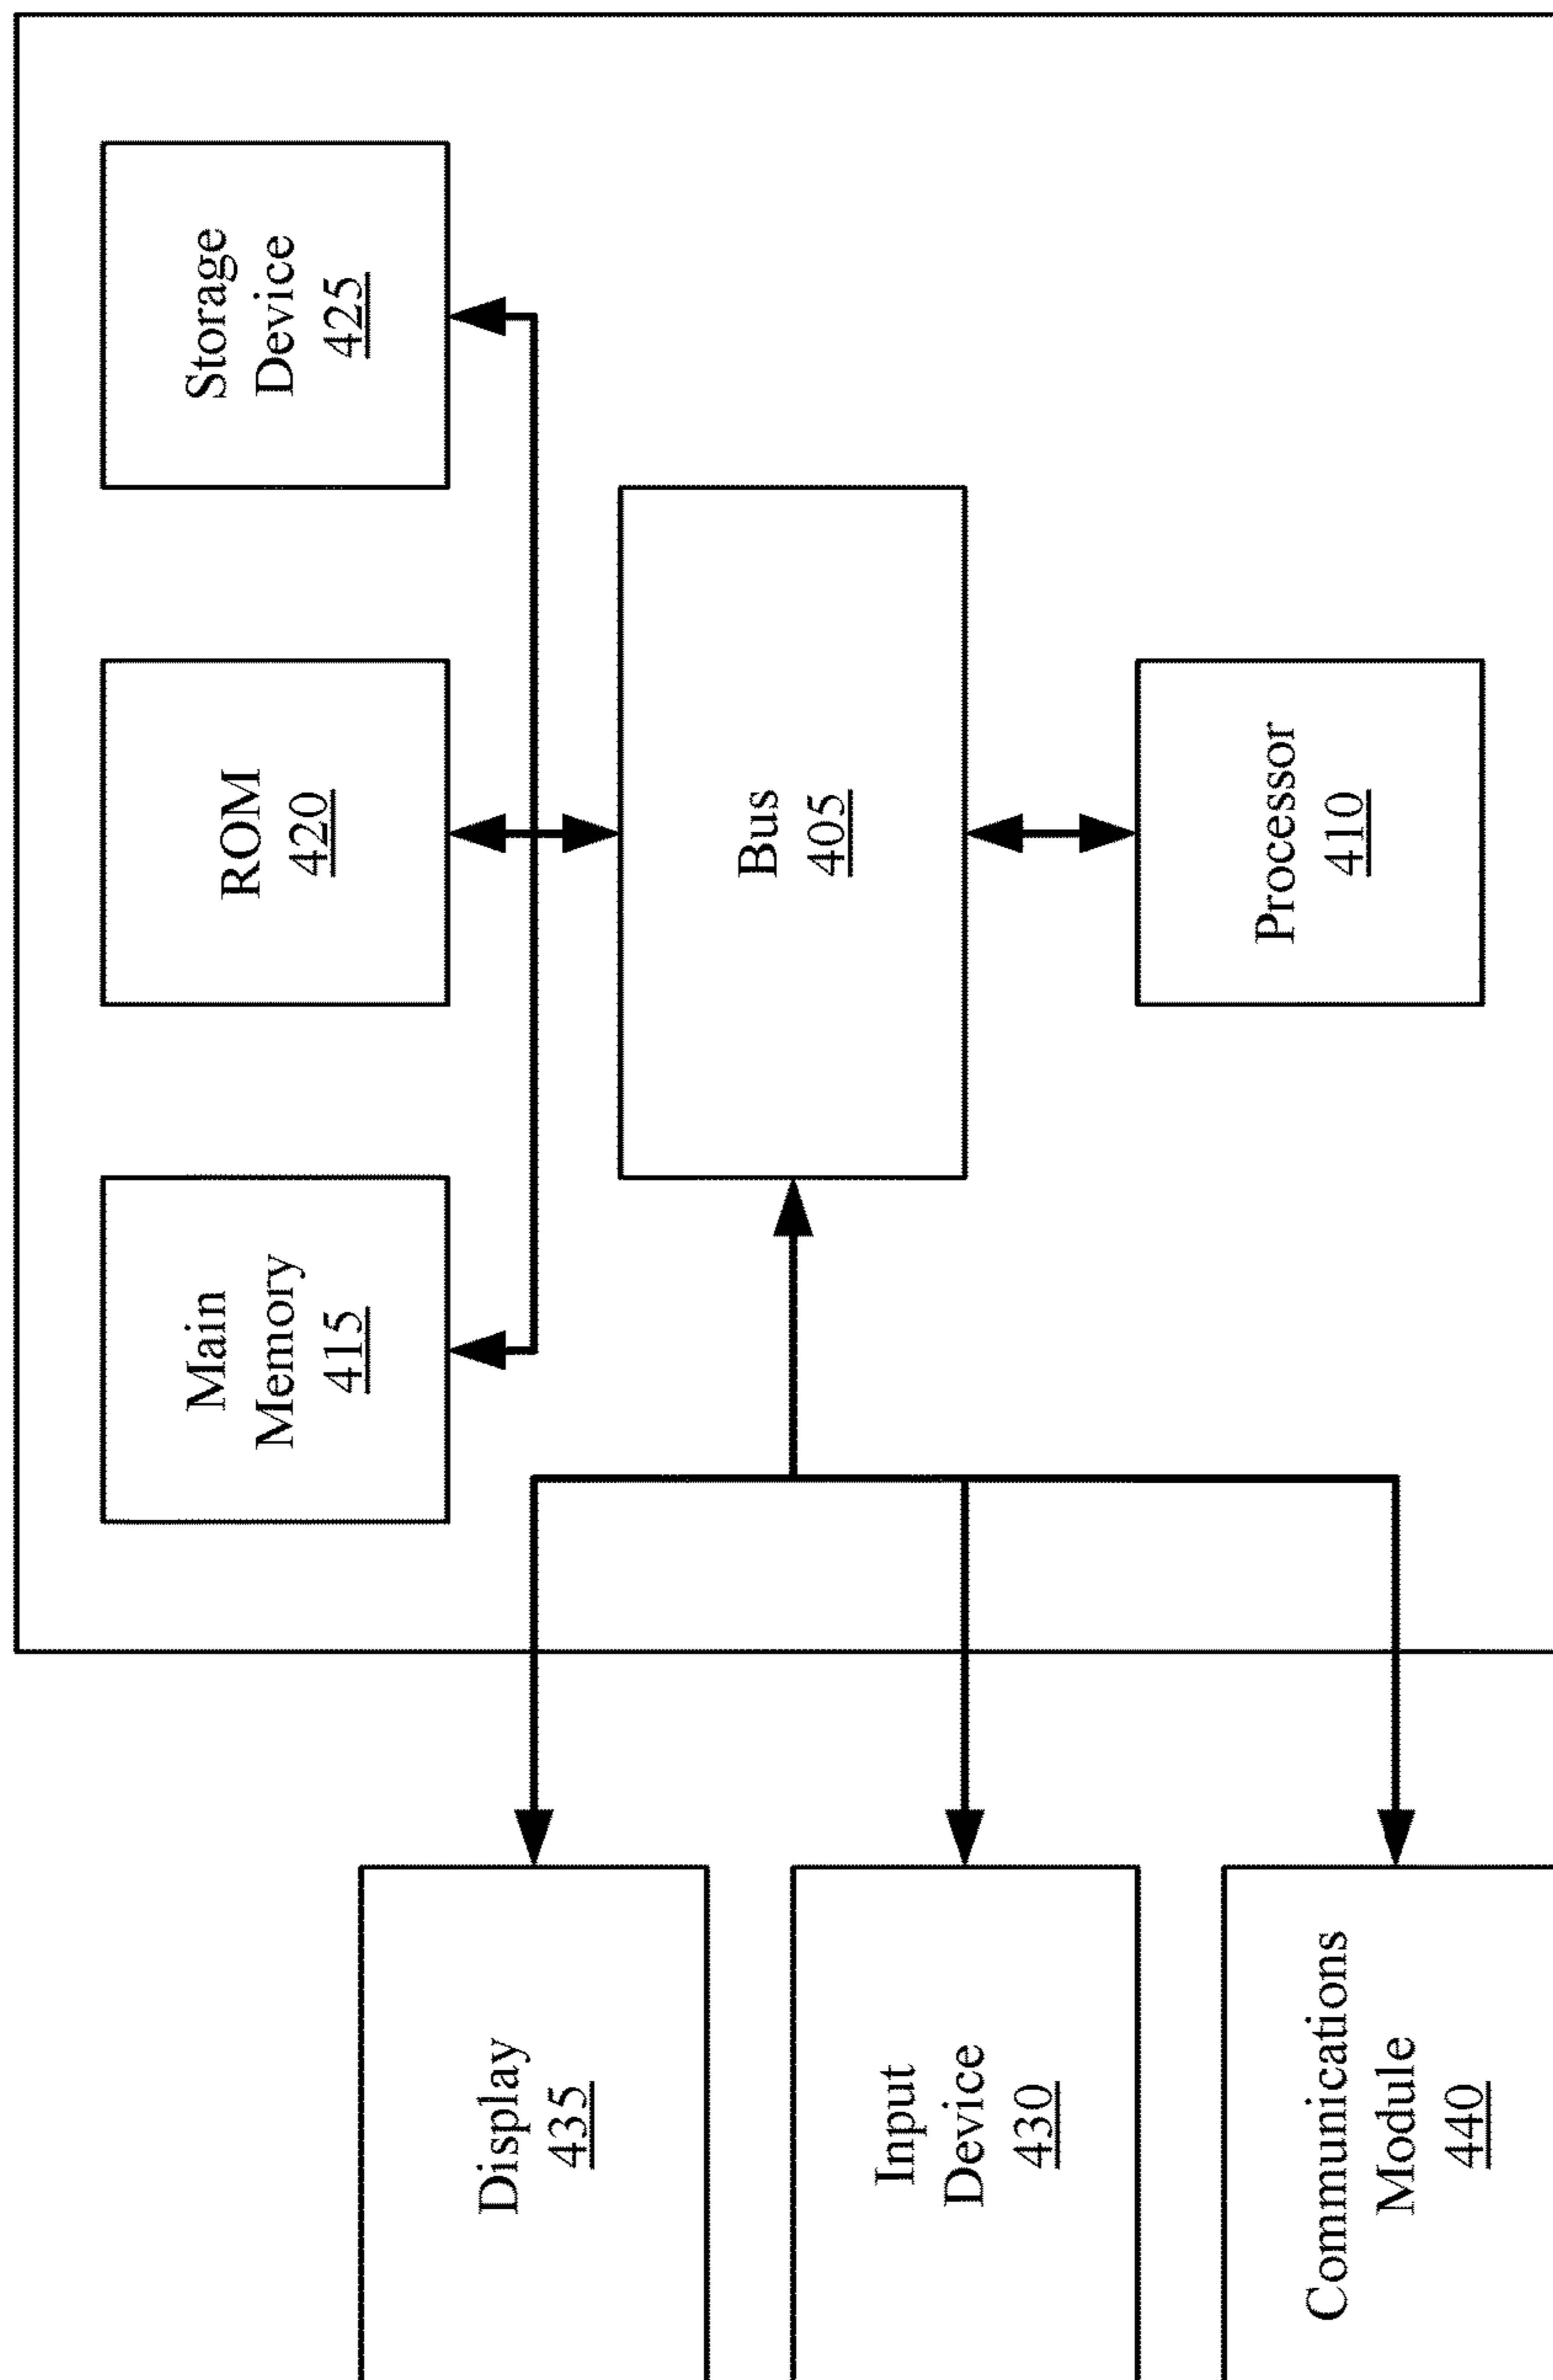 Display
435
Input
Device
430
Communications
Module
440
Main
Memory
415
ROM
420
Storage
Device
425
Bus
405
Processor
410